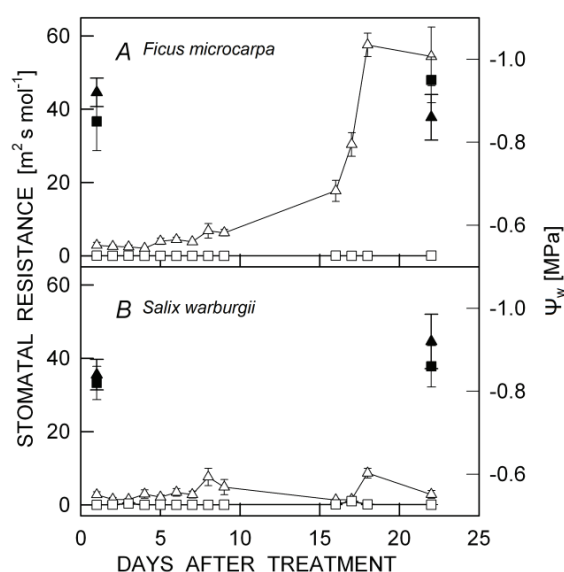 STOMATAL RESISTANCE [m² s mol⁻¹]
60
40
20
0
A Ficus microcarpa
-1.0
-0.8
-0.6
60
40
20
0
B Salix warburgii
-1.0
-0.8
-0.6
Ψw [MPa]
0 5 10 15 20 25
DAYS AFTER TREATMENT